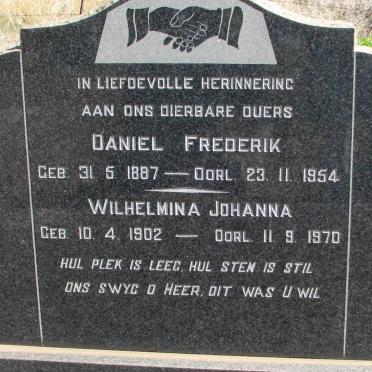 IN LIEFDEVOLLE HERINNERING
AAN ONS DIERBARE OUERS
DANIEL FREDERIK
GEB. 31. 5. 1887 — OORL. 23. 11. 1954
WILHELMINA JOHANNA
GEB. 10. 4. 1902 — OORL. 11. 9. 1970
HUL PLEK IS LEEG, HUL STEM IS STIL
ONS SWYG O HEER, DIT WAS U WIL